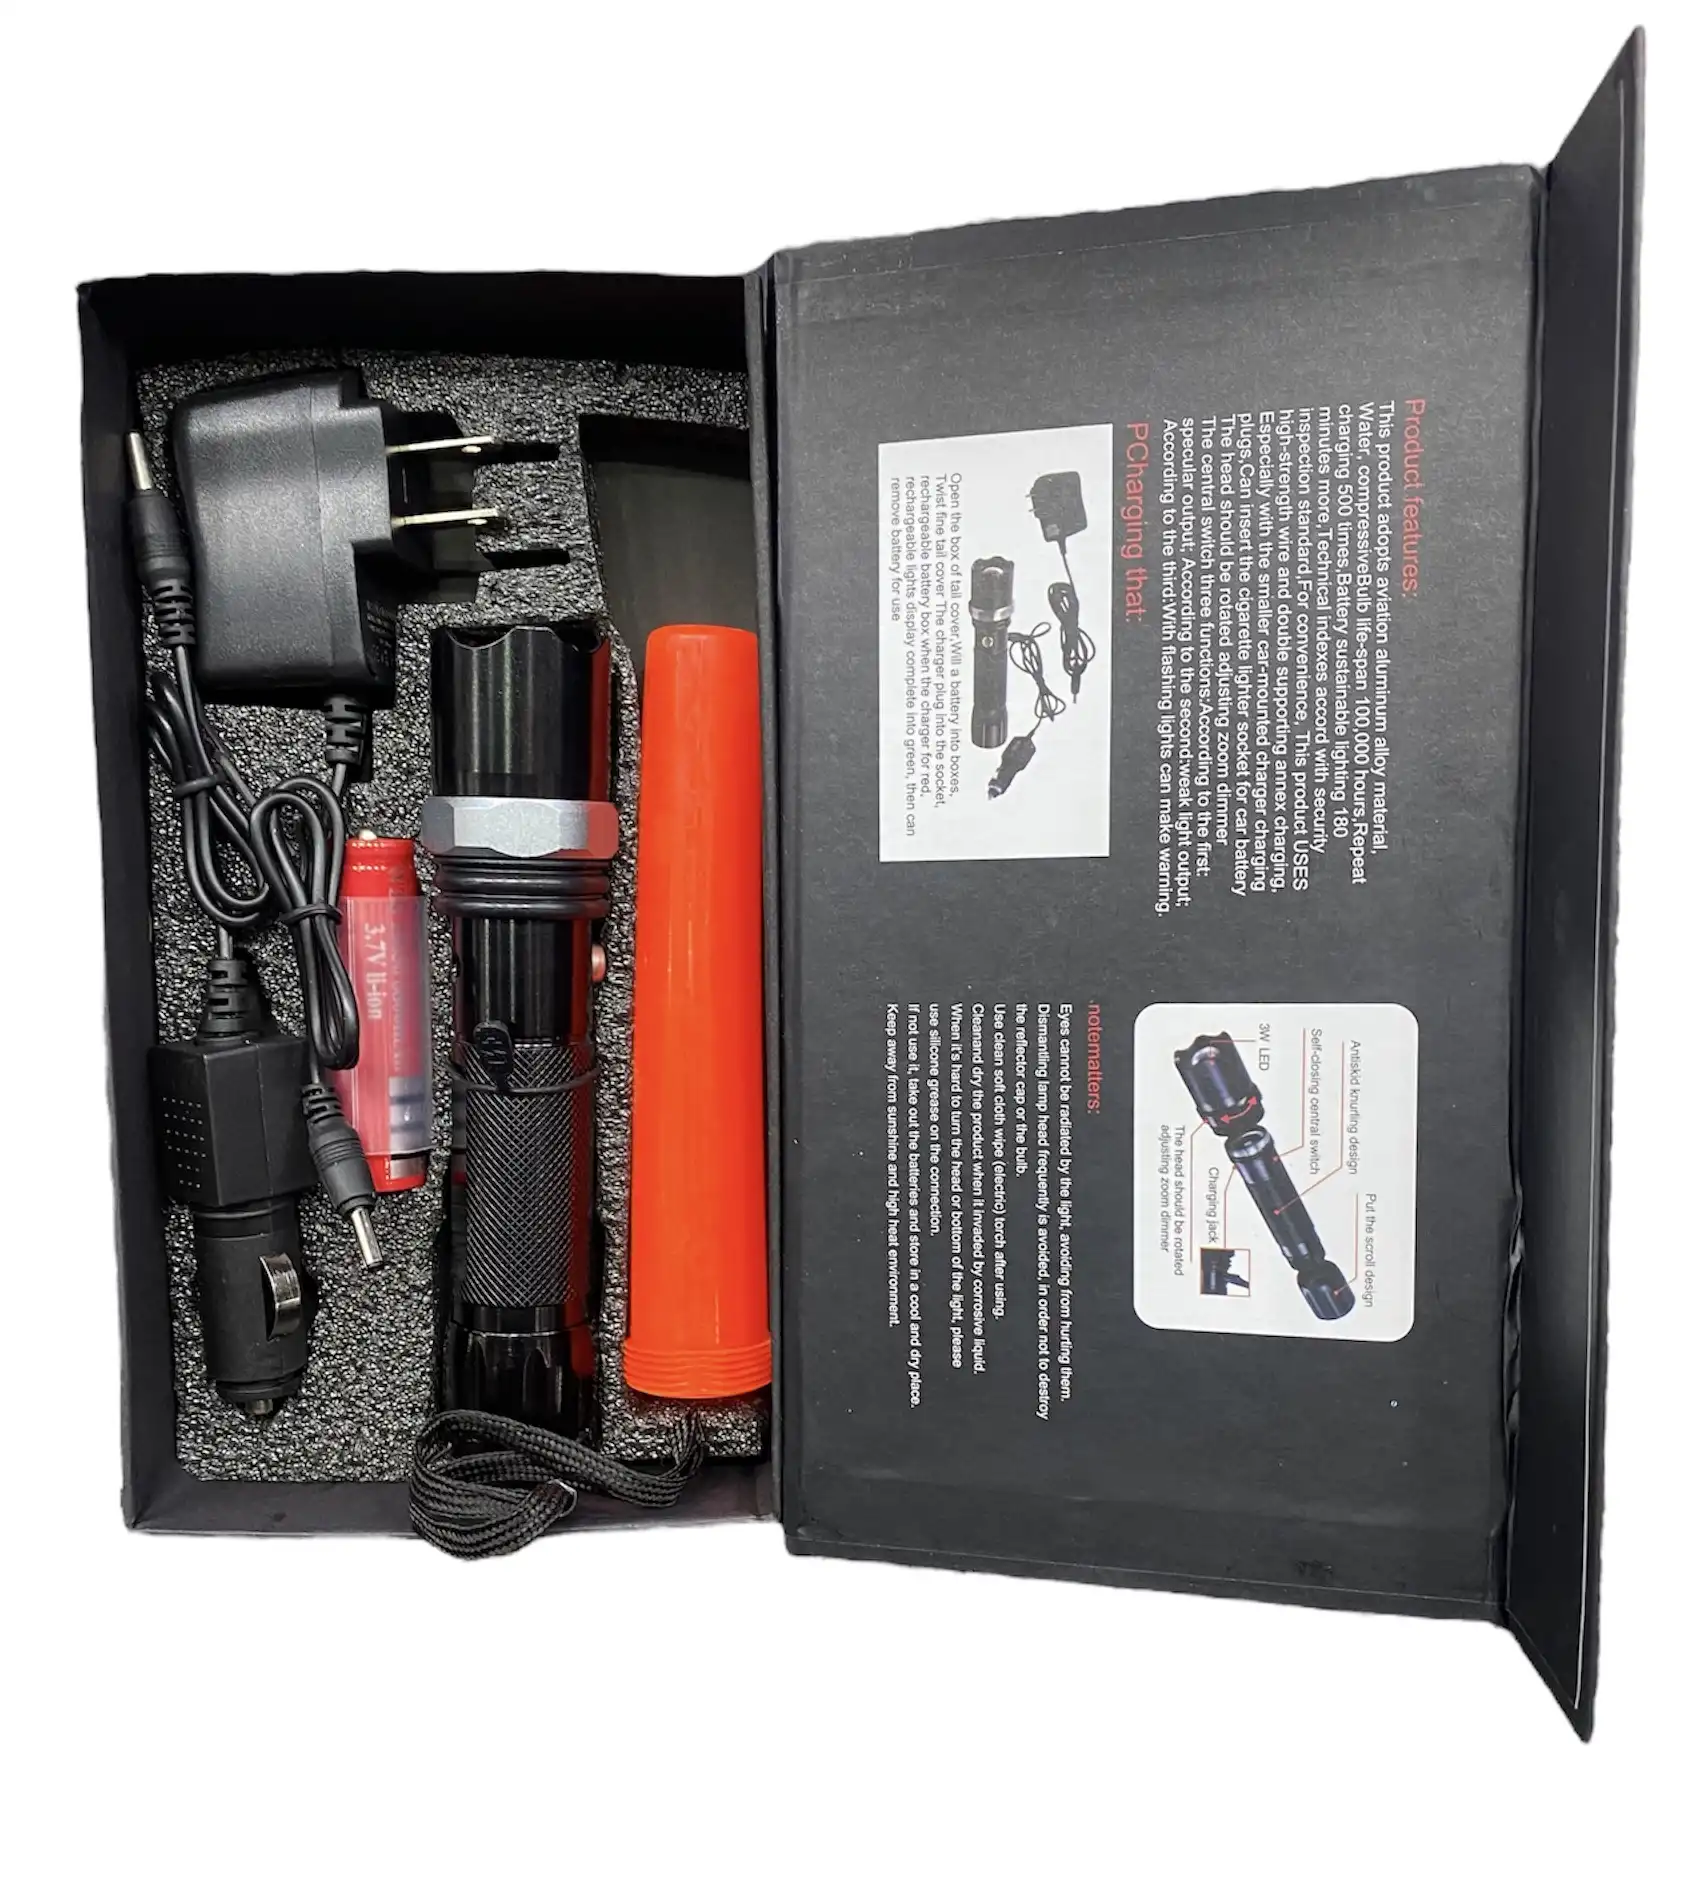 Product features:
This product adopts aviation aluminum alloy material,
Water, compressiveBulb life-span 100,000 hours,Repeat
charging 500 times,Battery sustainable lighting 180
minutes more,Technical indexes accord with security
inspection standard,For convenience, This product USES
high-strength wire and double supporting annex charging,
Especially with the smaller car-mounted charger charging
plugs,Can insert the cigarette lighter socket for car battery
The head should be rotated adjusting zoom dimmer
The central switch three functions:According to the first:
specular output; According to the second:weak light output;
According to the third:With flashing lights can make warning.
PCharging that:
Open the box of tail cover,Will a battery into boxes,
Twist fine tail cover The charger plug into the socket,
rechargeable battery box when the charger for red,
rechargeable lights display complete into green, then can
remove battery for use
Antiskid knurling design
Put the scroll design
Self-closing central switch
3W LED
Charging jack
The head should be rotated
adjusting zoom dimmer
.notematters:
Eyes cannot be radiated by the light, avoiding from hurting them.
Dismantling lamp head frequently is avoided, in order not to destroy
the reflector cap or the bulb.
Use clean soft cloth wipe (electric) torch after using.
Cleanand dry the product when it invaded by corrosive liquid.
When it's hard to turn the head or bottom of the light, please
use silicone grease on the connection.
If not use it, take out the batteries and store in a cool and dry place.
Keep away from sunshine and high heat environment.
3.7V li-ion